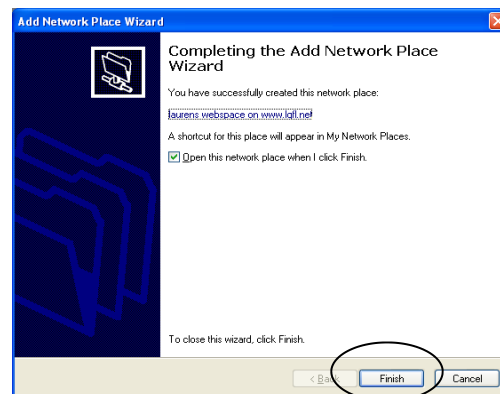 Add Network Place Wizard
Completing the Add Network Place
Wizard
You have successfully created this network place:
laurens webspace on www.lgfl.net
A shortcut for this place will appear in My Network Places.
Open this network place when I click Finish.
To close this wizard, click Finish.
< Back Finish Cancel